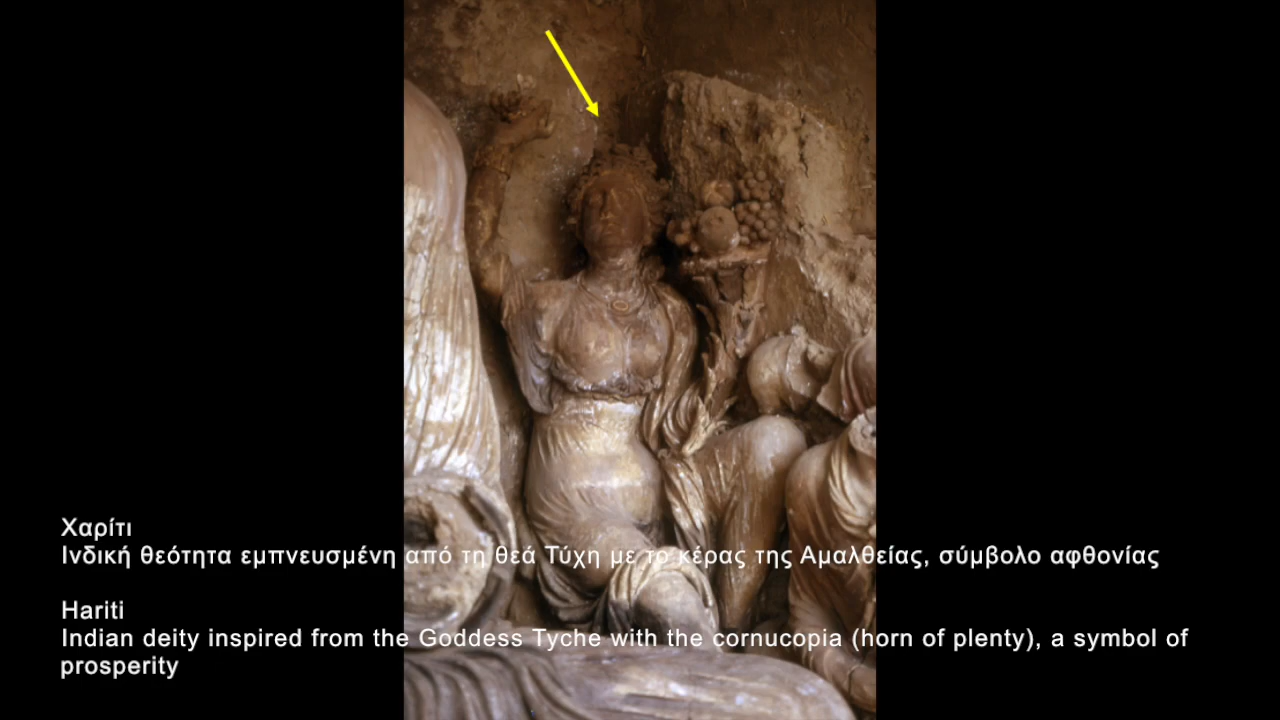 Χαρίτι
Ινδική θεότητα εμπνευσμένη από τη θεά Τύχη με το κέρας της Αμαλθείας, σύμβολο αφθονίας
Hariti
Indian deity inspired from the Goddess Tyche with the cornucopia (horn of plenty), a symbol of
prosperity